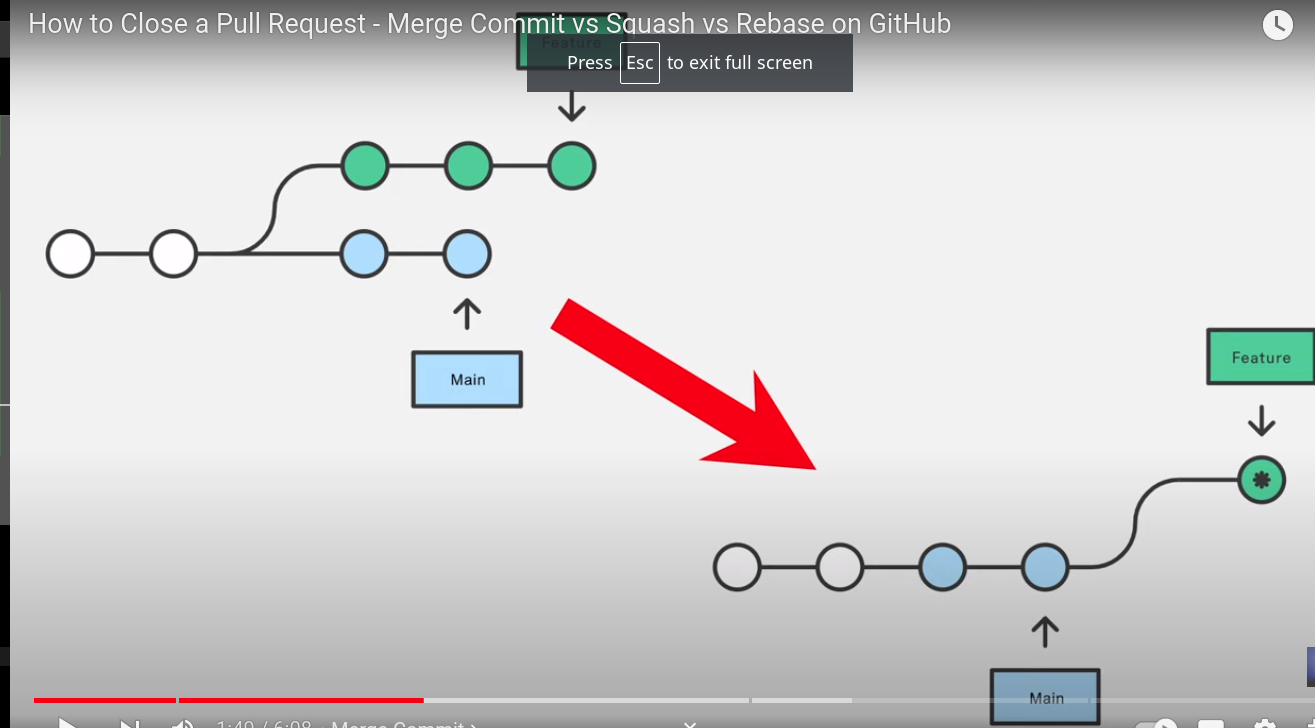 How to Close a Pull Request - Merge Commit vs Squash vs Rebase on GitHub
Feature
Press Esc to exit full screen
Main
Feature
Main
1:49 / 6:08 · Merge Commit ›